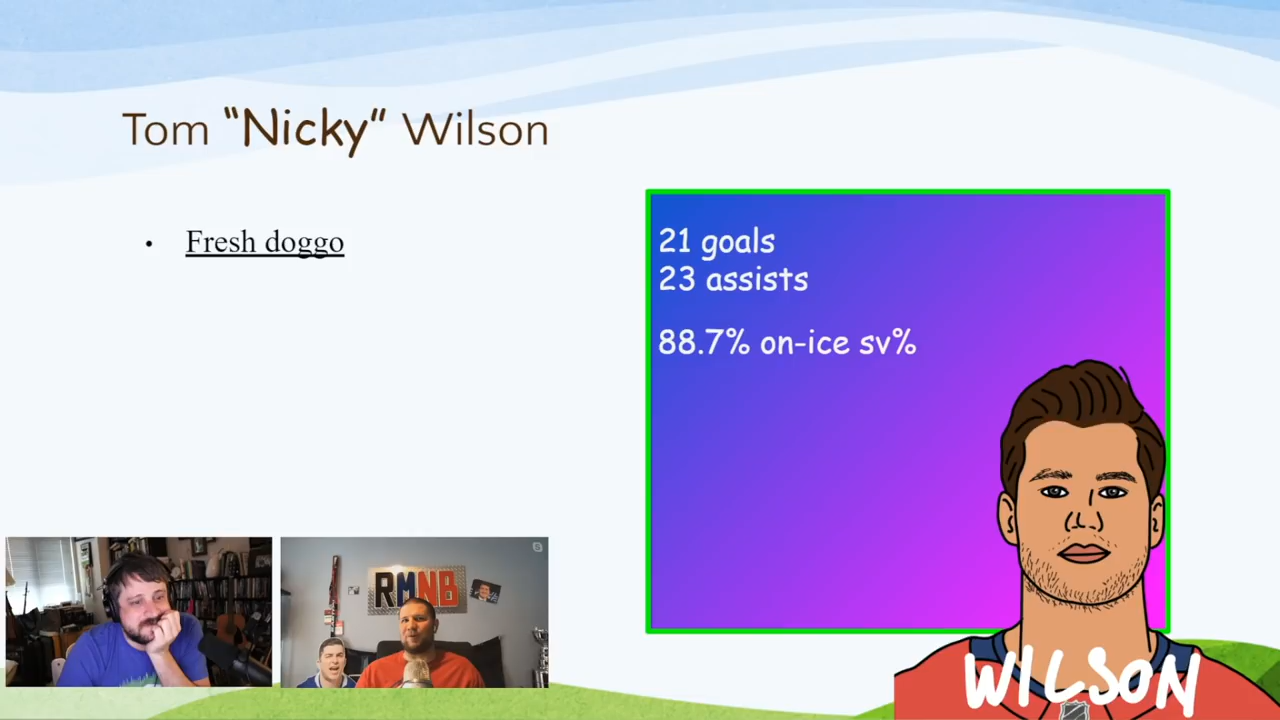 Tom "Nicky" Wilson
• Fresh doggo
21 goals
23 assists
88.7% on-ice sv%
RMNB
WILSON